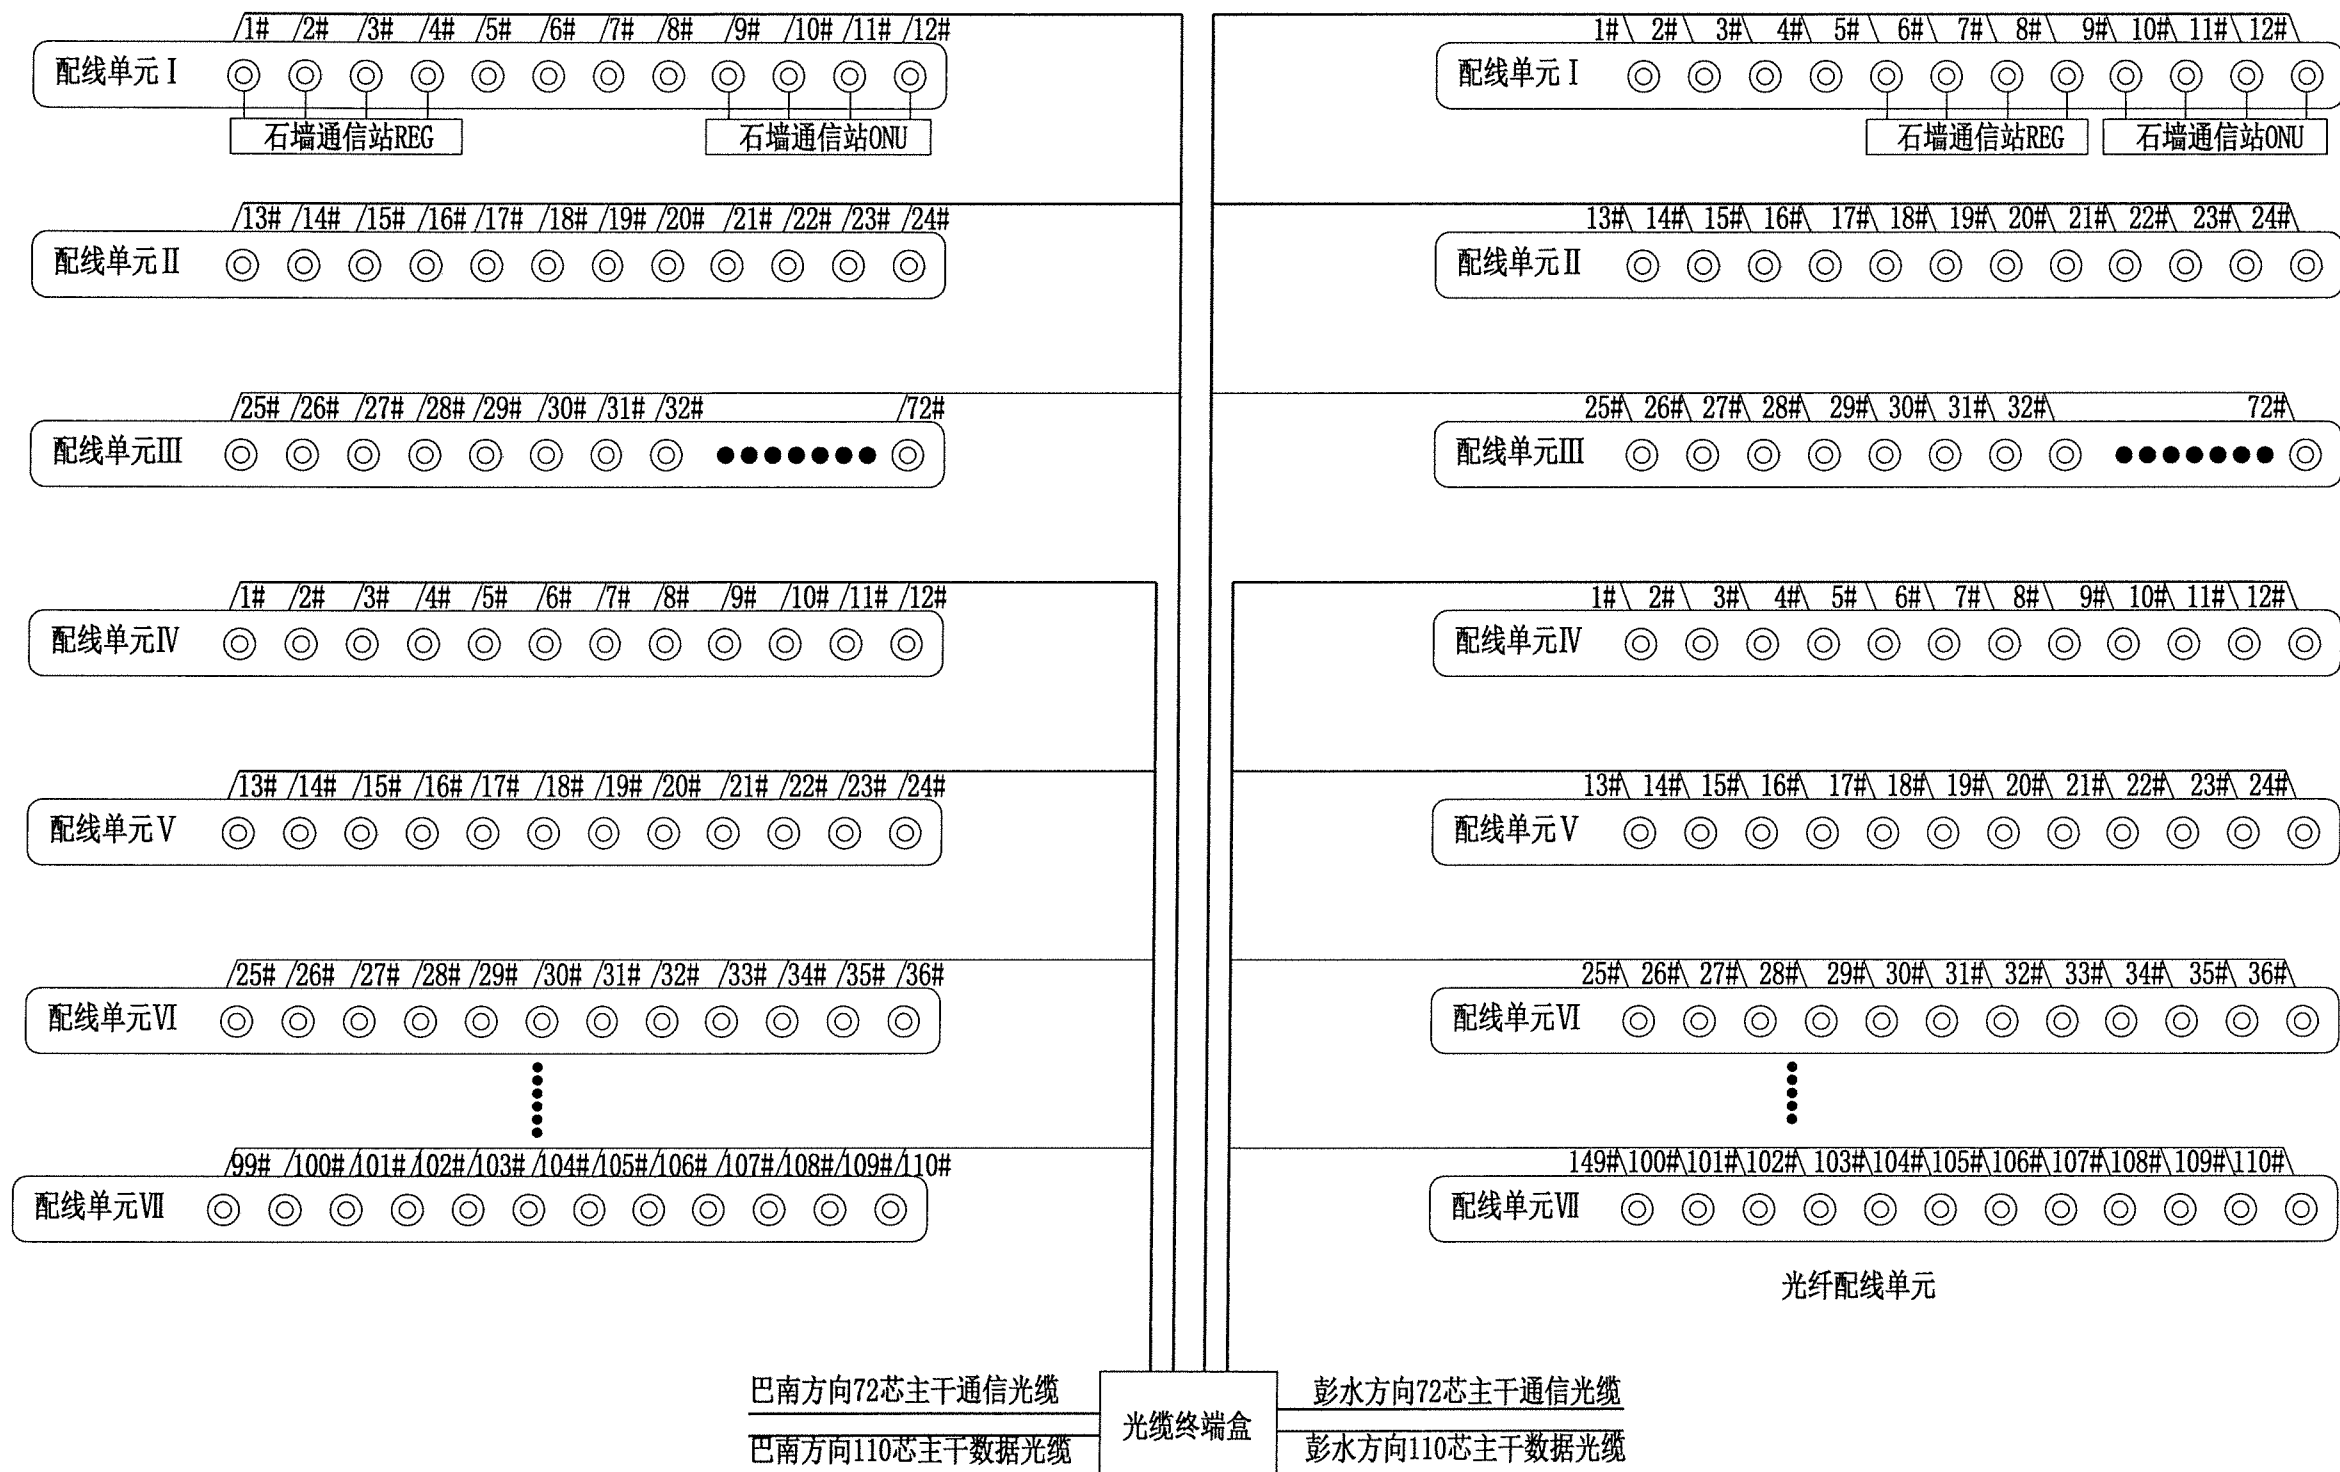 1# 2# 3# 4# 5# 6# 7# 8# 9# 10# 11# 12#
配线单元Ⅰ
石墙通信站REG 石墙通信站ONU
13# 14# 15# 16# 17# 18# 19# 20# 21# 22# 23# 24#
配线单元Ⅱ
25# 26# 27# 28# 29# 30# 31# 32# 72#
配线单元Ⅲ
1# 2# 3# 4# 5# 6# 7# 8# 9# 10# 11# 12#
配线单元Ⅳ
13# 14# 15# 16# 17# 18# 19# 20# 21# 22# 23# 24#
配线单元Ⅴ
25# 26# 27# 28# 29# 30# 31# 32# 33# 34# 35# 36#
配线单元Ⅵ
99# 100# 101# 102# 103# 104# 105# 106# 107# 108# 109# 110#
配线单元Ⅶ
1# 2# 3# 4# 5# 6# 7# 8# 9# 10# 11# 12#
配线单元Ⅰ
石墙通信站REG 石墙通信站ONU
13# 14# 15# 16# 17# 18# 19# 20# 21# 22# 23# 24#
配线单元Ⅱ
25# 26# 27# 28# 29# 30# 31# 32# 72#
配线单元Ⅲ
1# 2# 3# 4# 5# 6# 7# 8# 9# 10# 11# 12#
配线单元Ⅳ
13# 14# 15# 16# 17# 18# 19# 20# 21# 22# 23# 24#
配线单元Ⅴ
25# 26# 27# 28# 29# 30# 31# 32# 33# 34# 35# 36#
配线单元Ⅵ
149# 100# 101# 102# 103# 104# 105# 106# 107# 108# 109# 110#
配线单元Ⅶ
光纤配线单元
巴南方向72芯主干通信光缆
巴南方向110芯主干数据光缆
光缆终端盒
彭水方向72芯主干通信光缆
彭水方向110芯主干数据光缆